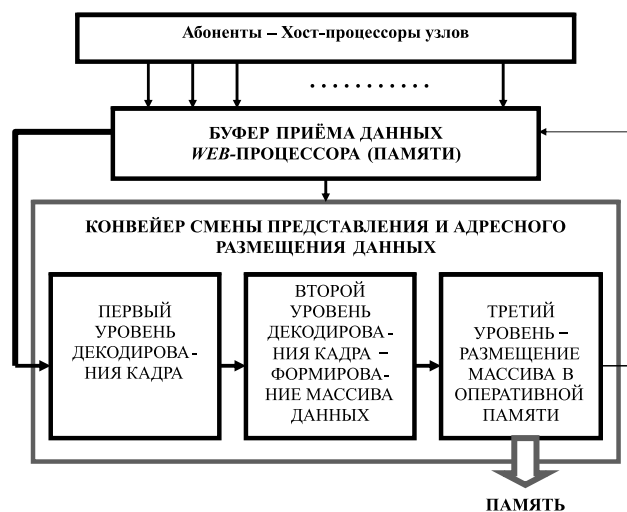 Абоненты – Хост-процессоры узлов
БУФЕР ПРИЁМА ДАННЫХ
WEB-ПРОЦЕССОРА (ПАМЯТИ)
КОНВЕЙЕР СМЕНЫ ПРЕДСТАВЛЕНИЯ И АДРЕСНОГО
РАЗМЕЩЕНИЯ ДАННЫХ
ПЕРВЫЙ
УРОВЕНЬ
ДЕКОДИРОВА-
НИЯ КАДРА
ВТОРОЙ
УРОВЕНЬ
ДЕКОДИРОВА-
НИЯ КАДРА –
ФОРМИРОВА-
НИЕ МАССИВА
ДАННЫХ
ТРЕТИЙ
УРОВЕНЬ –
РАЗМЕЩЕНИЕ
МАССИВА В
ОПЕРАТИВНОЙ
ПАМЯТИ
ПАМЯТЬ